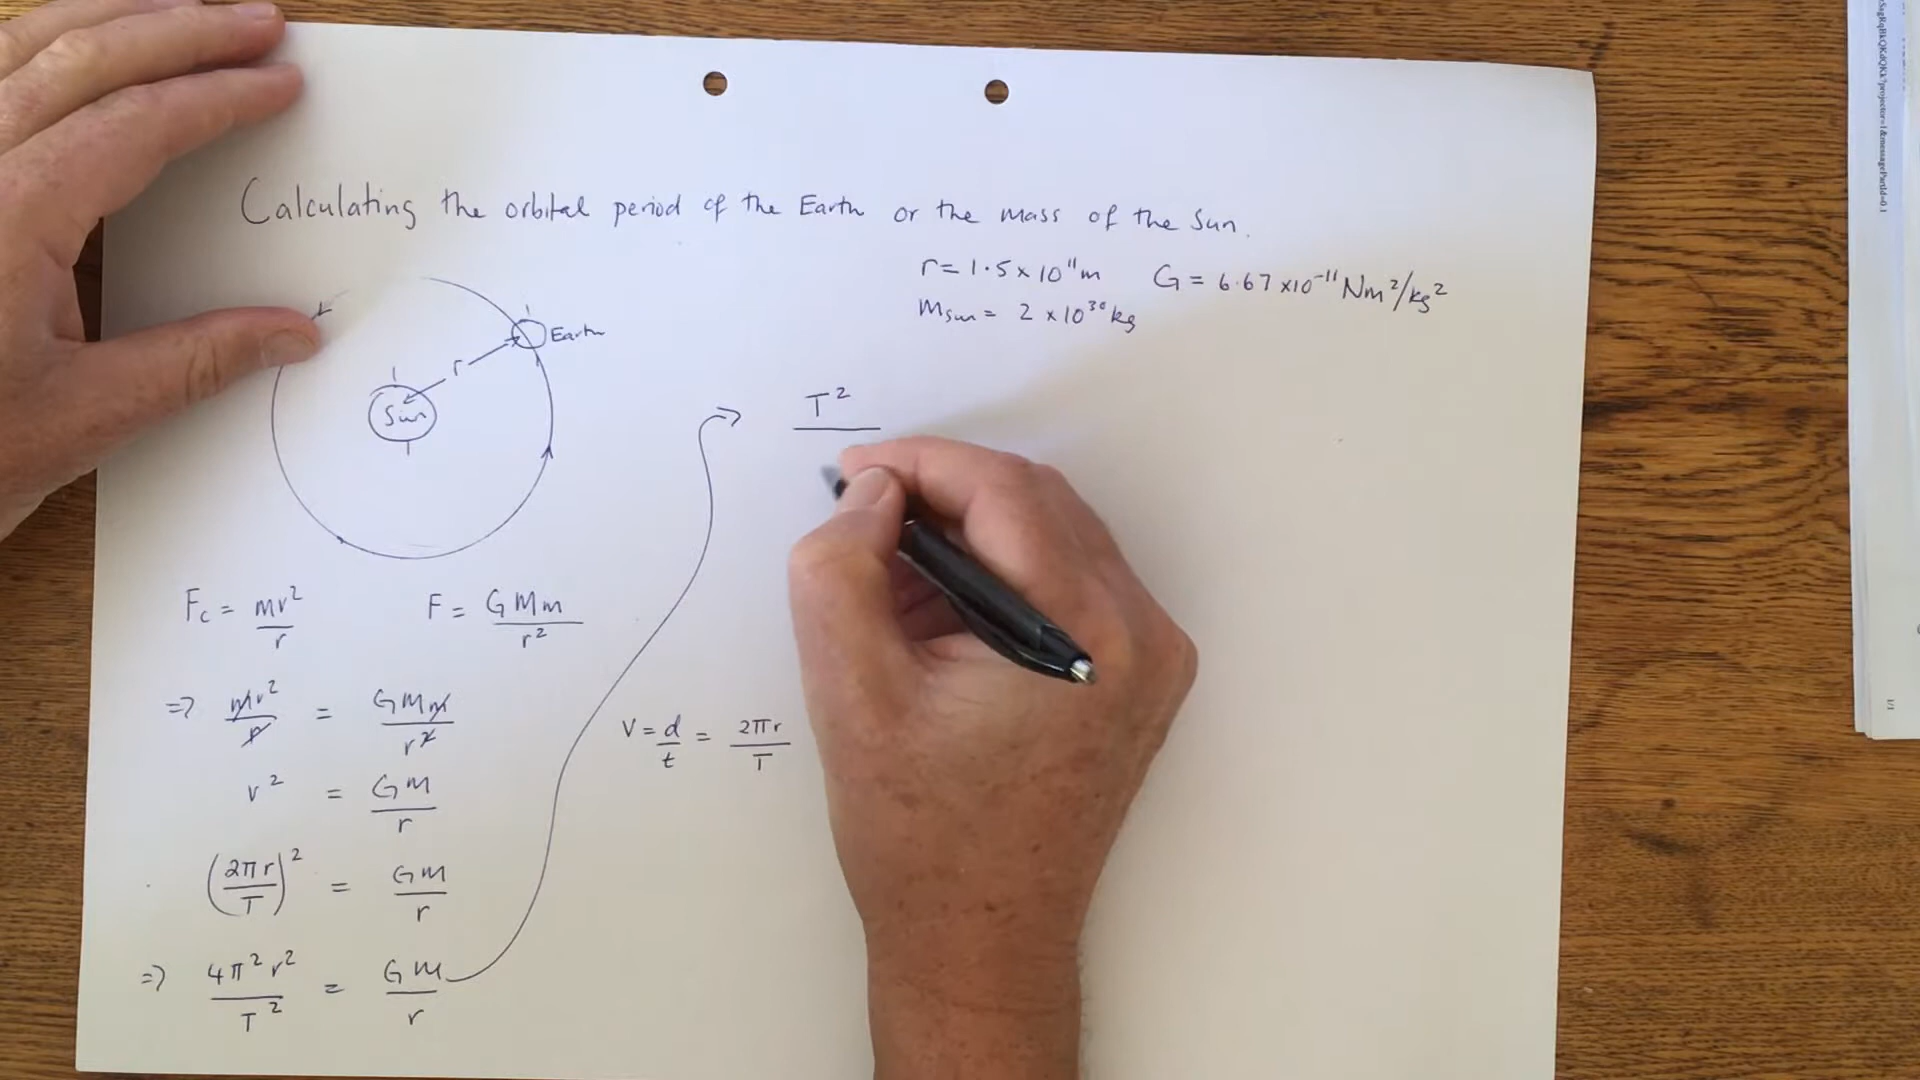 Calculating the orbital period of the Earth or the mass of the Sun.
r = 1.5 × 10¹¹ m G = 6.67 × 10⁻¹¹ Nm²/kg²
mSun = 2 × 10³⁰ kg
Earth
r
Sun
T²
Fc = mv²/r F = GMm/r²
=> mv²/r = GMm/r²
v² = GM/r
V = d/t = 2πr/T
(2πr/T)² = GM/r
=> 4π²r²/T² = GM/r
1/1